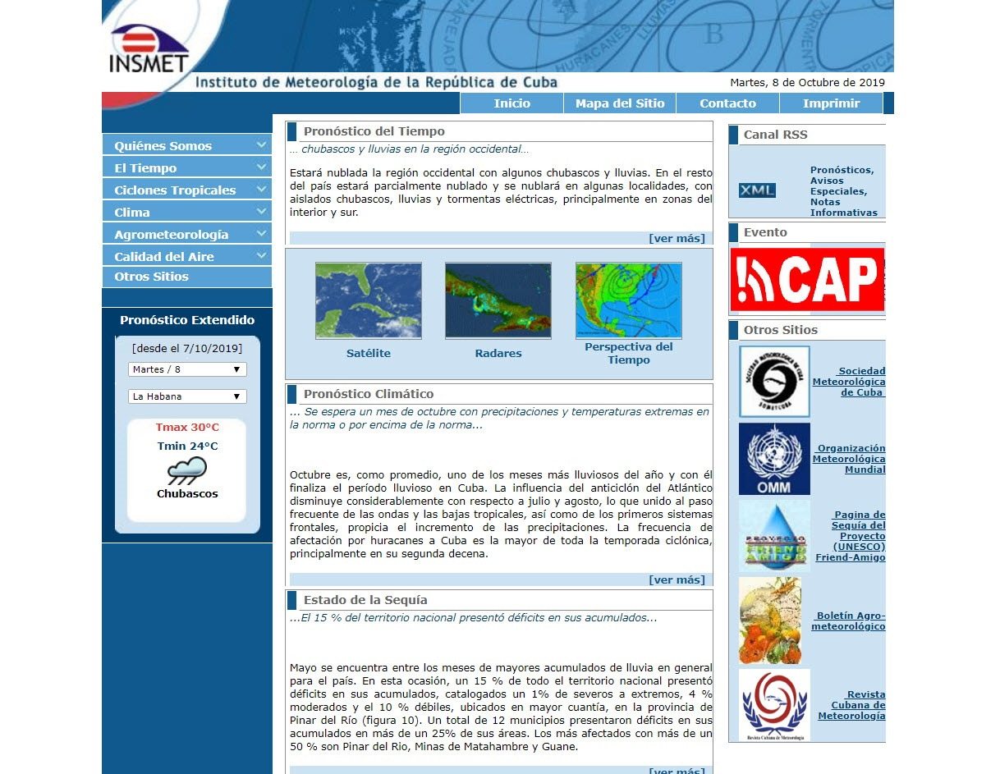 INSMET
MAREJADA
HURACANES
LLUVIAS
A
B
TORMENTA
TROPICA
Instituto de Meteorología de la República de Cuba
Martes, 8 de Octubre de 2019
Inicio
Mapa del Sitio
Contacto
Imprimir
Quiénes Somos
El Tiempo
Ciclones Tropicales
Clima
Agrometeorología
Calidad del Aire
Otros Sitios
Pronóstico Extendido
[desde el 7/10/2019]
Martes / 8
La Habana
Tmax 30°C
Tmin 24°C
Chubascos
Pronóstico del Tiempo
... chubascos y lluvias en la región occidental...
Estará nublada la región occidental con algunos chubascos y lluvias. En el resto
del país estará parcialmente nublado y se nublará en algunas localidades, con
aislados chubascos, lluvias y tormentas eléctricas, principalmente en zonas del
interior y sur.
[ver más]
Satélite
Radares
Perspectiva del
Tiempo
Pronóstico Climático
... Se espera un mes de octubre con precipitaciones y temperaturas extremas en
la norma o por encima de la norma...
Octubre es, como promedio, uno de los meses más lluviosos del año y con él
finaliza el período lluvioso en Cuba. La influencia del anticiclón del Atlántico
disminuye considerablemente con respecto a julio y agosto, lo que unido al paso
frecuente de las ondas y las bajas tropicales, así como de los primeros sistemas
frontales, propicia el incremento de las precipitaciones. La frecuencia de
afectación por huracanes a Cuba es la mayor de toda la temporada ciclónica,
principalmente en su segunda decena.
[ver más]
Estado de la Sequía
...El 15 % del territorio nacional presentó déficits en sus acumulados...
Mayo se encuentra entre los meses de mayores acumulados de lluvia en general
para el país. En esta ocasión, un 15 % de todo el territorio nacional presentó
déficits en sus acumulados, catalogados un 1% de severos a extremos, 4 %
moderados y el 10 % débiles, ubicados en mayor cuantía, en la provincia de
Pinar del Río (figura 10). Un total de 12 municipios presentaron déficits en sus
acumulados en más de un 25% de sus áreas. Los más afectados con más de un
50 % son Pinar del Rio, Minas de Matahambre y Guane.
[ver más]
Canal RSS
XML
Pronósticos,
Avisos
Especiales,
Notas
Informativas
Evento
CAP
Otros Sitios
SOCIEDAD METEOROLÓGICA DE CUBA
SOMETCUBA
Sociedad
Meteorológica
de Cuba
OMM
Organización
Meteorológica
Mundial
PROYECTO
FRIEND
AMIGO
Pagina de
Sequía del
Proyecto
(UNESCO)
Friend-Amigo
Boletín Agro-
meteorológico
Revista Cubana de Meteorología
Revista
Cubana de
Meteorología